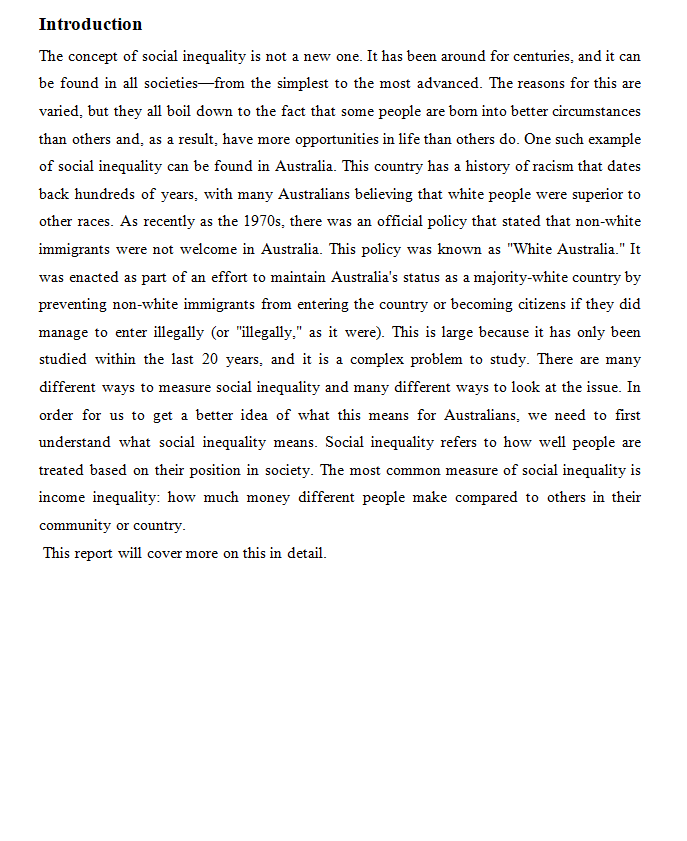 Introduction
The concept of social inequality is not a new one. It has been around for centuries, and it can
be found in all societies—from the simplest to the most advanced. The reasons for this are
varied, but they all boil down to the fact that some people are born into better circumstances
than others and, as a result, have more opportunities in life than others do. One such example
of social inequality can be found in Australia. This country has a history of racism that dates
back hundreds of years, with many Australians believing that white people were superior to
other races. As recently as the 1970s, there was an official policy that stated that non-white
immigrants were not welcome in Australia. This policy was known as "White Australia." It
was enacted as part of an effort to maintain Australia's status as a majority-white country by
preventing non-white immigrants from entering the country or becoming citizens if they did
manage to enter illegally (or "illegally," as it were). This is large because it has only been
studied within the last 20 years, and it is a complex problem to study. There are many
different ways to measure social inequality and many different ways to look at the issue. In
order for us to get a better idea of what this means for Australians, we need to first
understand what social inequality means. Social inequality refers to how well people are
treated based on their position in society. The most common measure of social inequality is
income inequality: how much money different people make compared to others in their
community or country.
This report will cover more on this in detail.